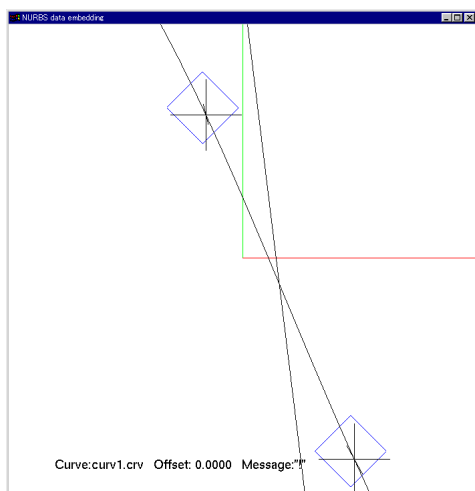 NURBS data embedding
Curve:curv1.crv Offset: 0.0000 Message:"!"